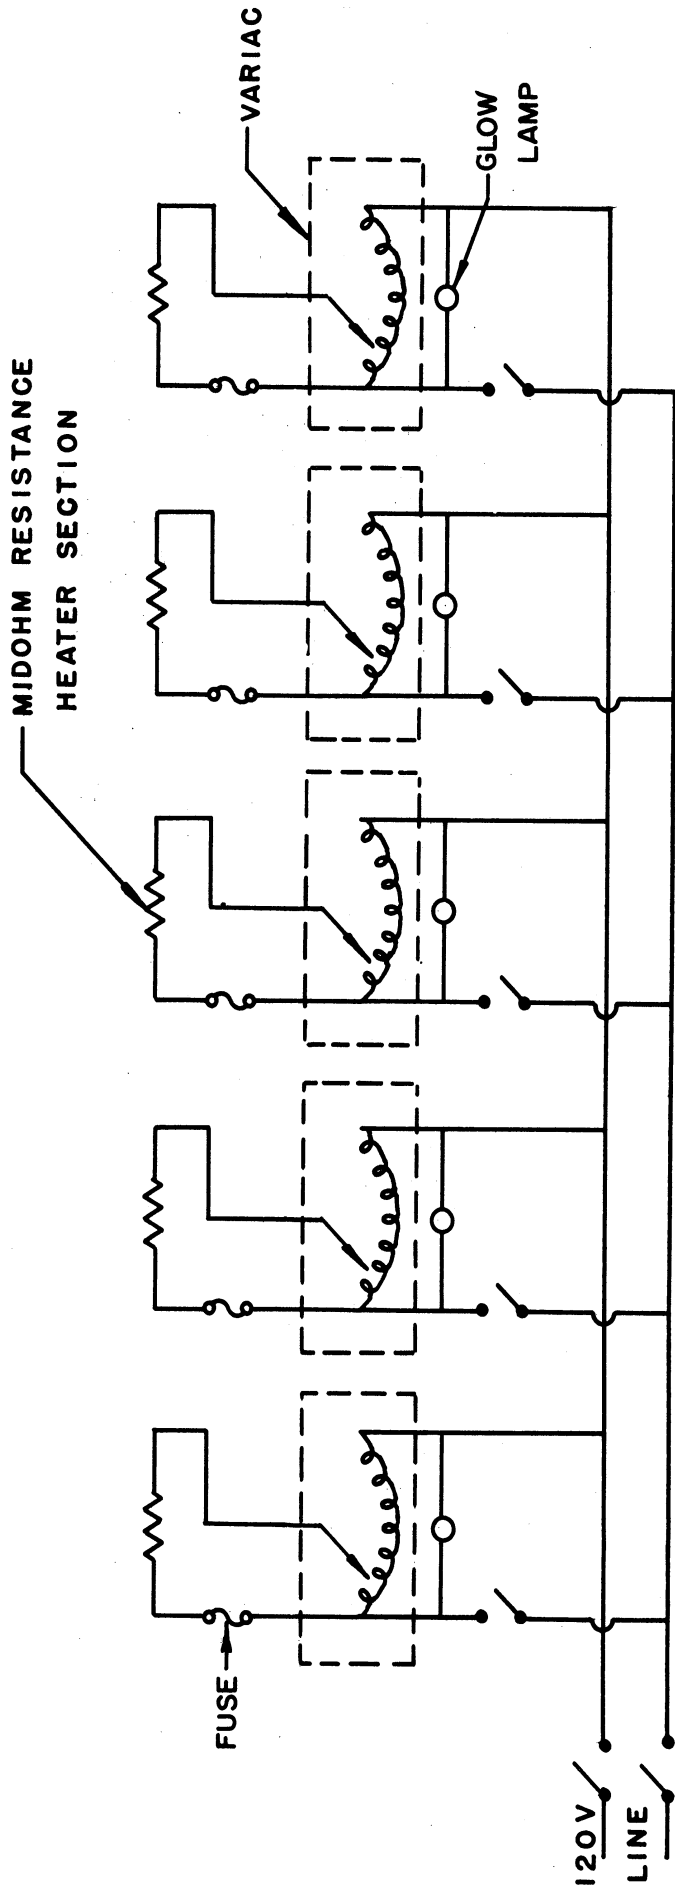 MIDOHM RESISTANCE
HEATER SECTION
VARIAC
GLOW
LAMP
FUSE
120V
LINE